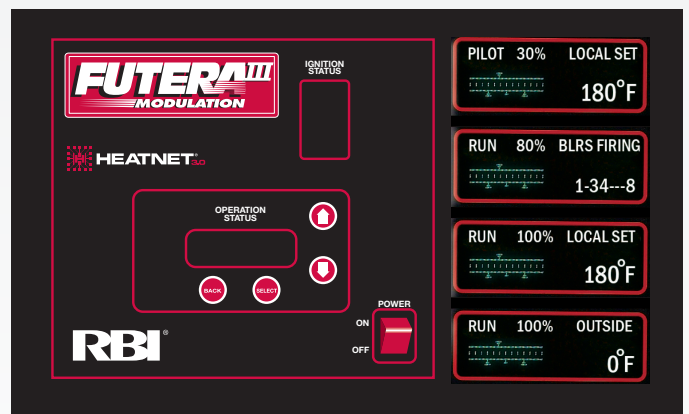 FUTERA III
MODULATION
IGNITION
STATUS
HEATNET 3.0
OPERATION
STATUS
BACK
SELECT
POWER
ON
OFF
RBI®
PILOT 30% LOCAL SET
180°F
RUN 80% BLRS FIRING
1-34---8
RUN 100% LOCAL SET
180°F
RUN 100% OUTSIDE
0°F